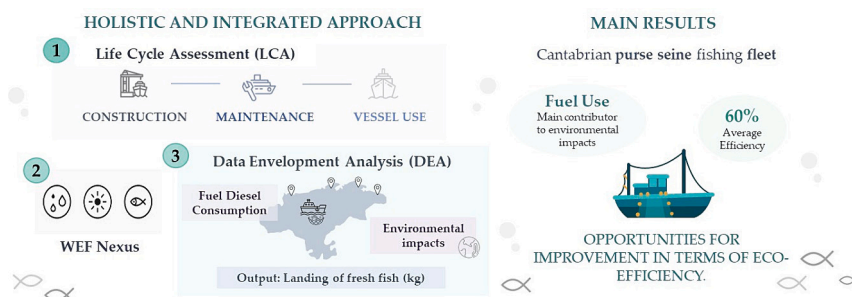 HOLISTIC AND INTEGRATED APPROACH
1
Life Cycle Assessment (LCA)
CONSTRUCTION
MAINTENANCE
VESSEL USE
2
WEF Nexus
3
Data Envelopment Analysis (DEA)
Fuel Diesel
Consumption
Environmental
impacts
Output: Landing of fresh fish (kg)
MAIN RESULTS
Cantabrian purse seine fishing fleet
Fuel Use
Main contributor
to environmental
impacts
60%
Average
Efficiency
OPPORTUNITIES FOR
IMPROVEMENT IN TERMS OF ECO-
EFFICIENCY.